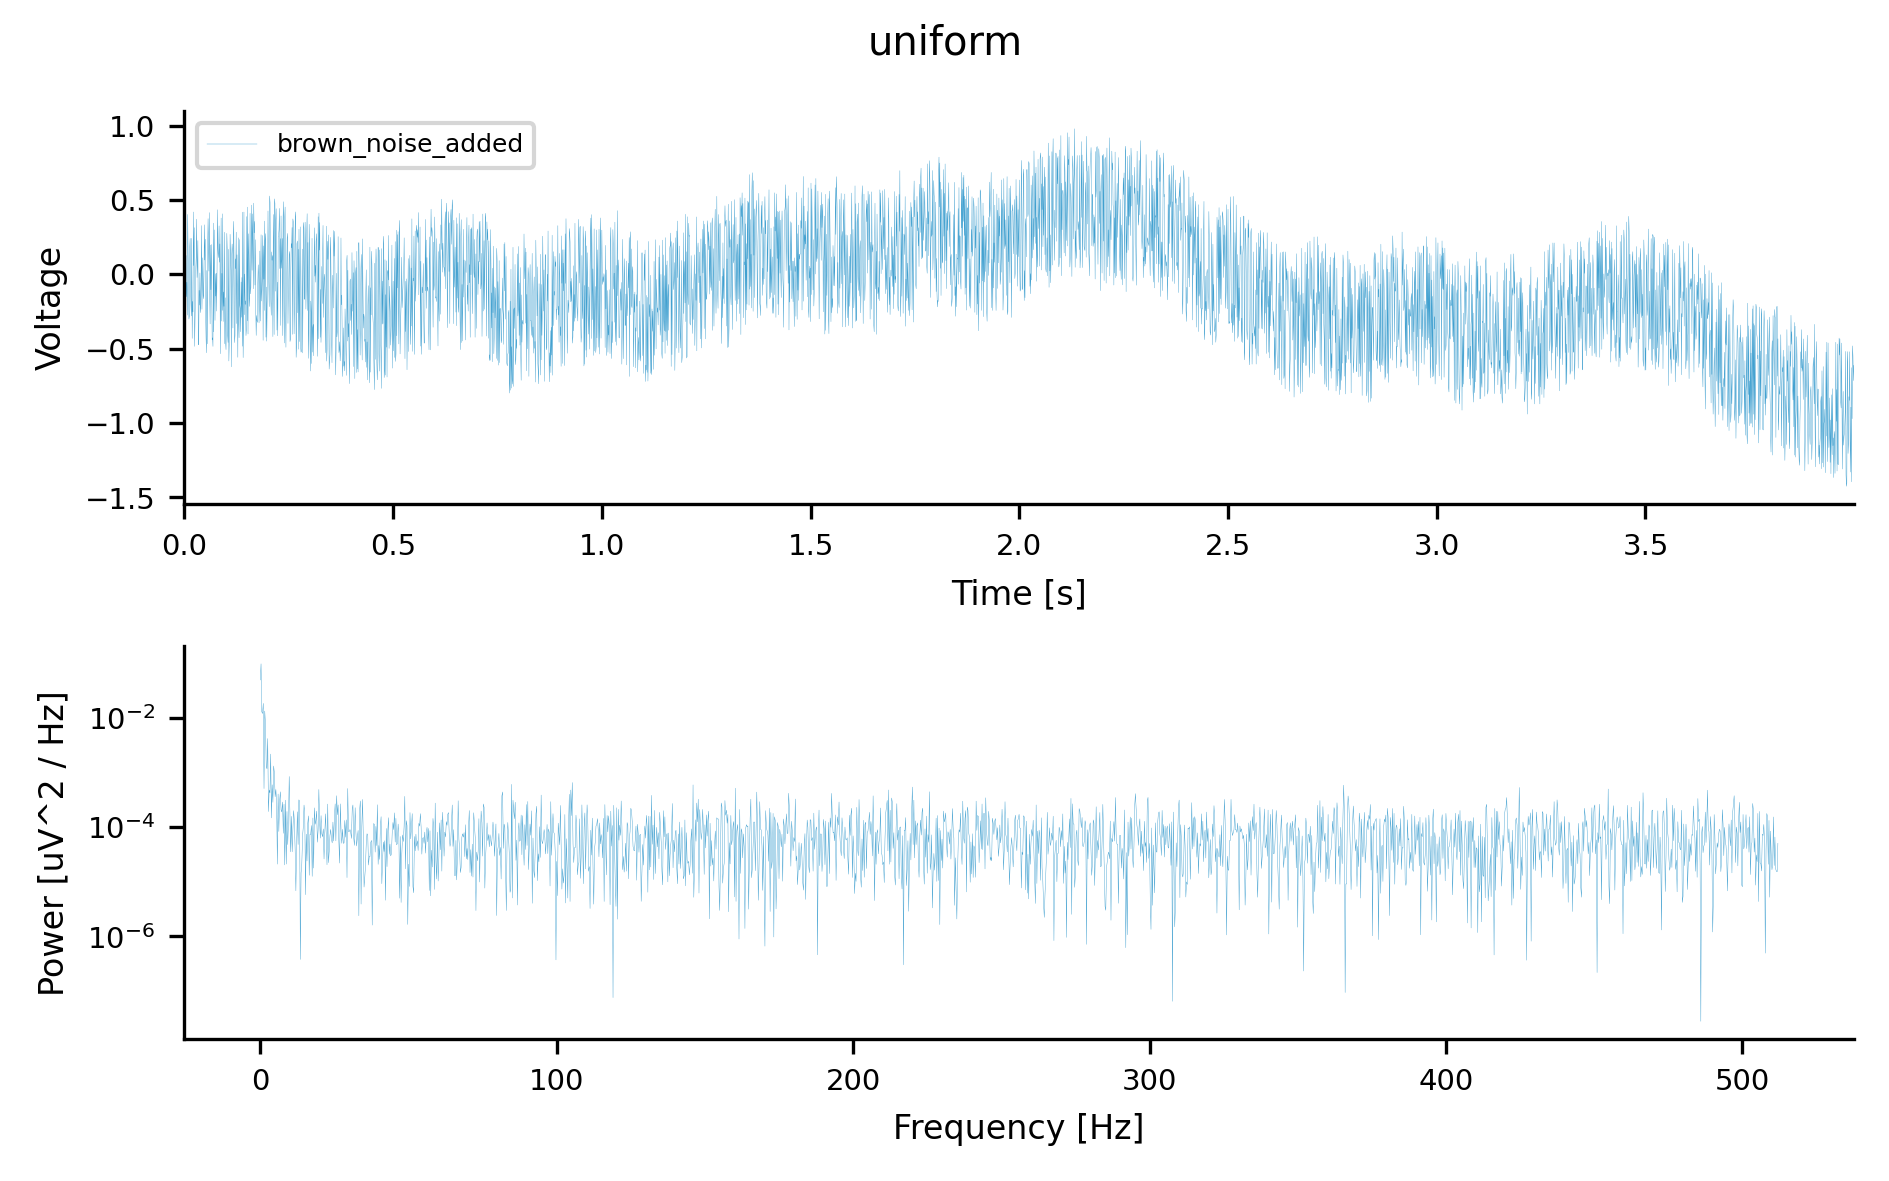 uniform
brown_noise_added
Voltage
1.0
0.5
0.0
−0.5
−1.0
−1.5
0.0 0.5 1.0 1.5 2.0 2.5 3.0 3.5
Time [s]
Power [uV^2 / Hz]
10^−2
10^−4
10^−6
0 100 200 300 400 500
Frequency [Hz]